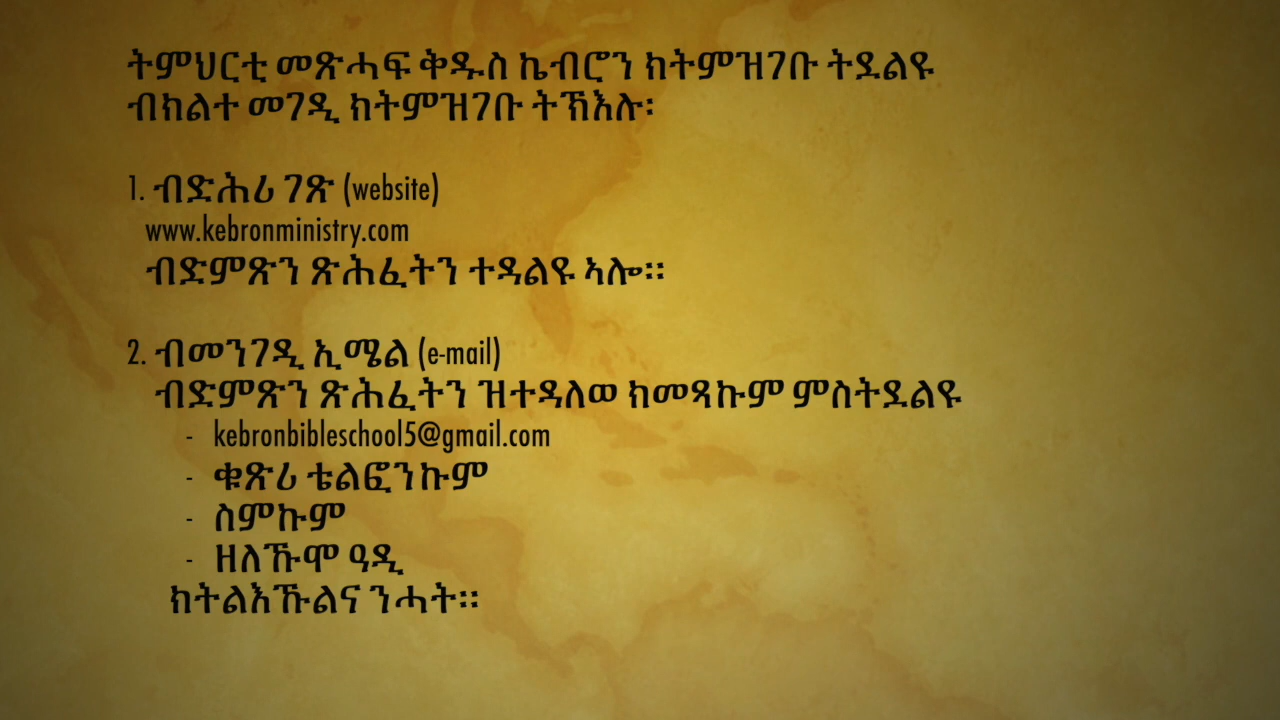 ትምህርቲ መጽሓፍ ቅዱስ ኬብሮን ክትምዝገቡ ትደልዩ
ብክልተ መገዲ ክትምዝገቡ ትኽእሉ፡
1. ብድሕሪ ገጽ (website)
www.kebronministry.com
ብድምጽን ጽሕፈትን ተዳልዩ ኣሎ።
2. ብመንገዲ ኢሜል (e-mail)
ብድምጽን ጽሕፈትን ዝተዳለወ ክመጻኩም ምስትደልዩ
- kebronbibleschool5@gmail.com
- ቁጽሪ ቴልፎንኩም
- ስምኩም
- ዘለኹሞ ዓዲ
ክትልእኹልና ንሓት።